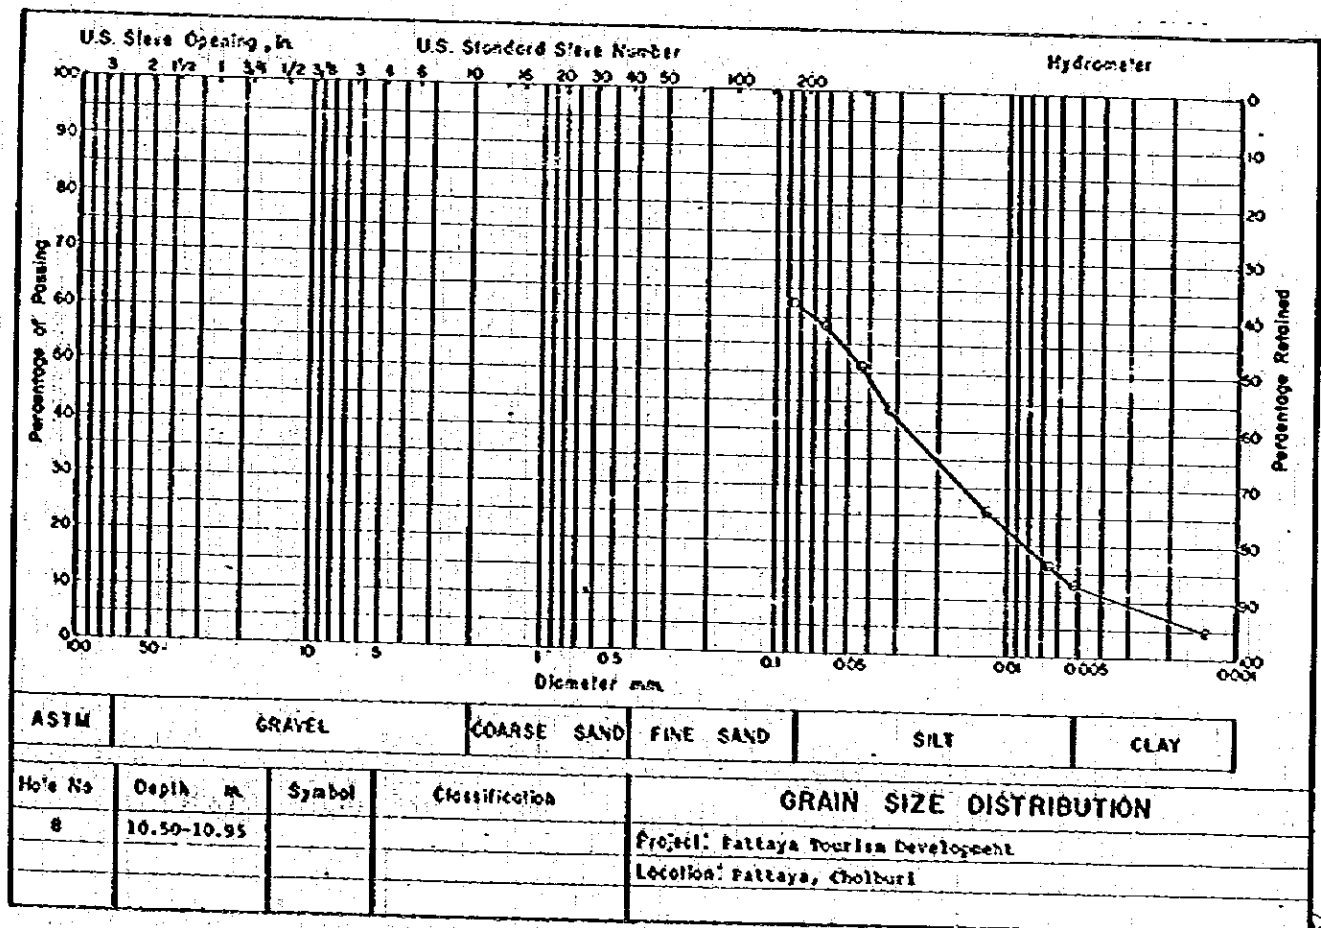 U.S. Sieve Opening, in. U.S. Standard Sieve Number Hydrometer
3 2 1 1/2 1 3/4 1/2 3/8 3 4 6 10 16 20 30 40 50 100 200
100 0
90 10
80 20
70 30
60 40
50 50
40 60
30 70
20 80
10 90
0 100
Percentage of Passing
Percentage Retained
100 50 10 5 1 0.5 0.1 0.05 0.01 0.005 0.001
Diameter mm.
ASTM GRAVEL COARSE SAND FINE SAND SILT CLAY
Hole No Depth m. Symbol Classification GRAIN SIZE DISTRIBUTION
8 10.50-10.95
Project: Pattaya Tourism Development
Location: Pattaya, Cholburi